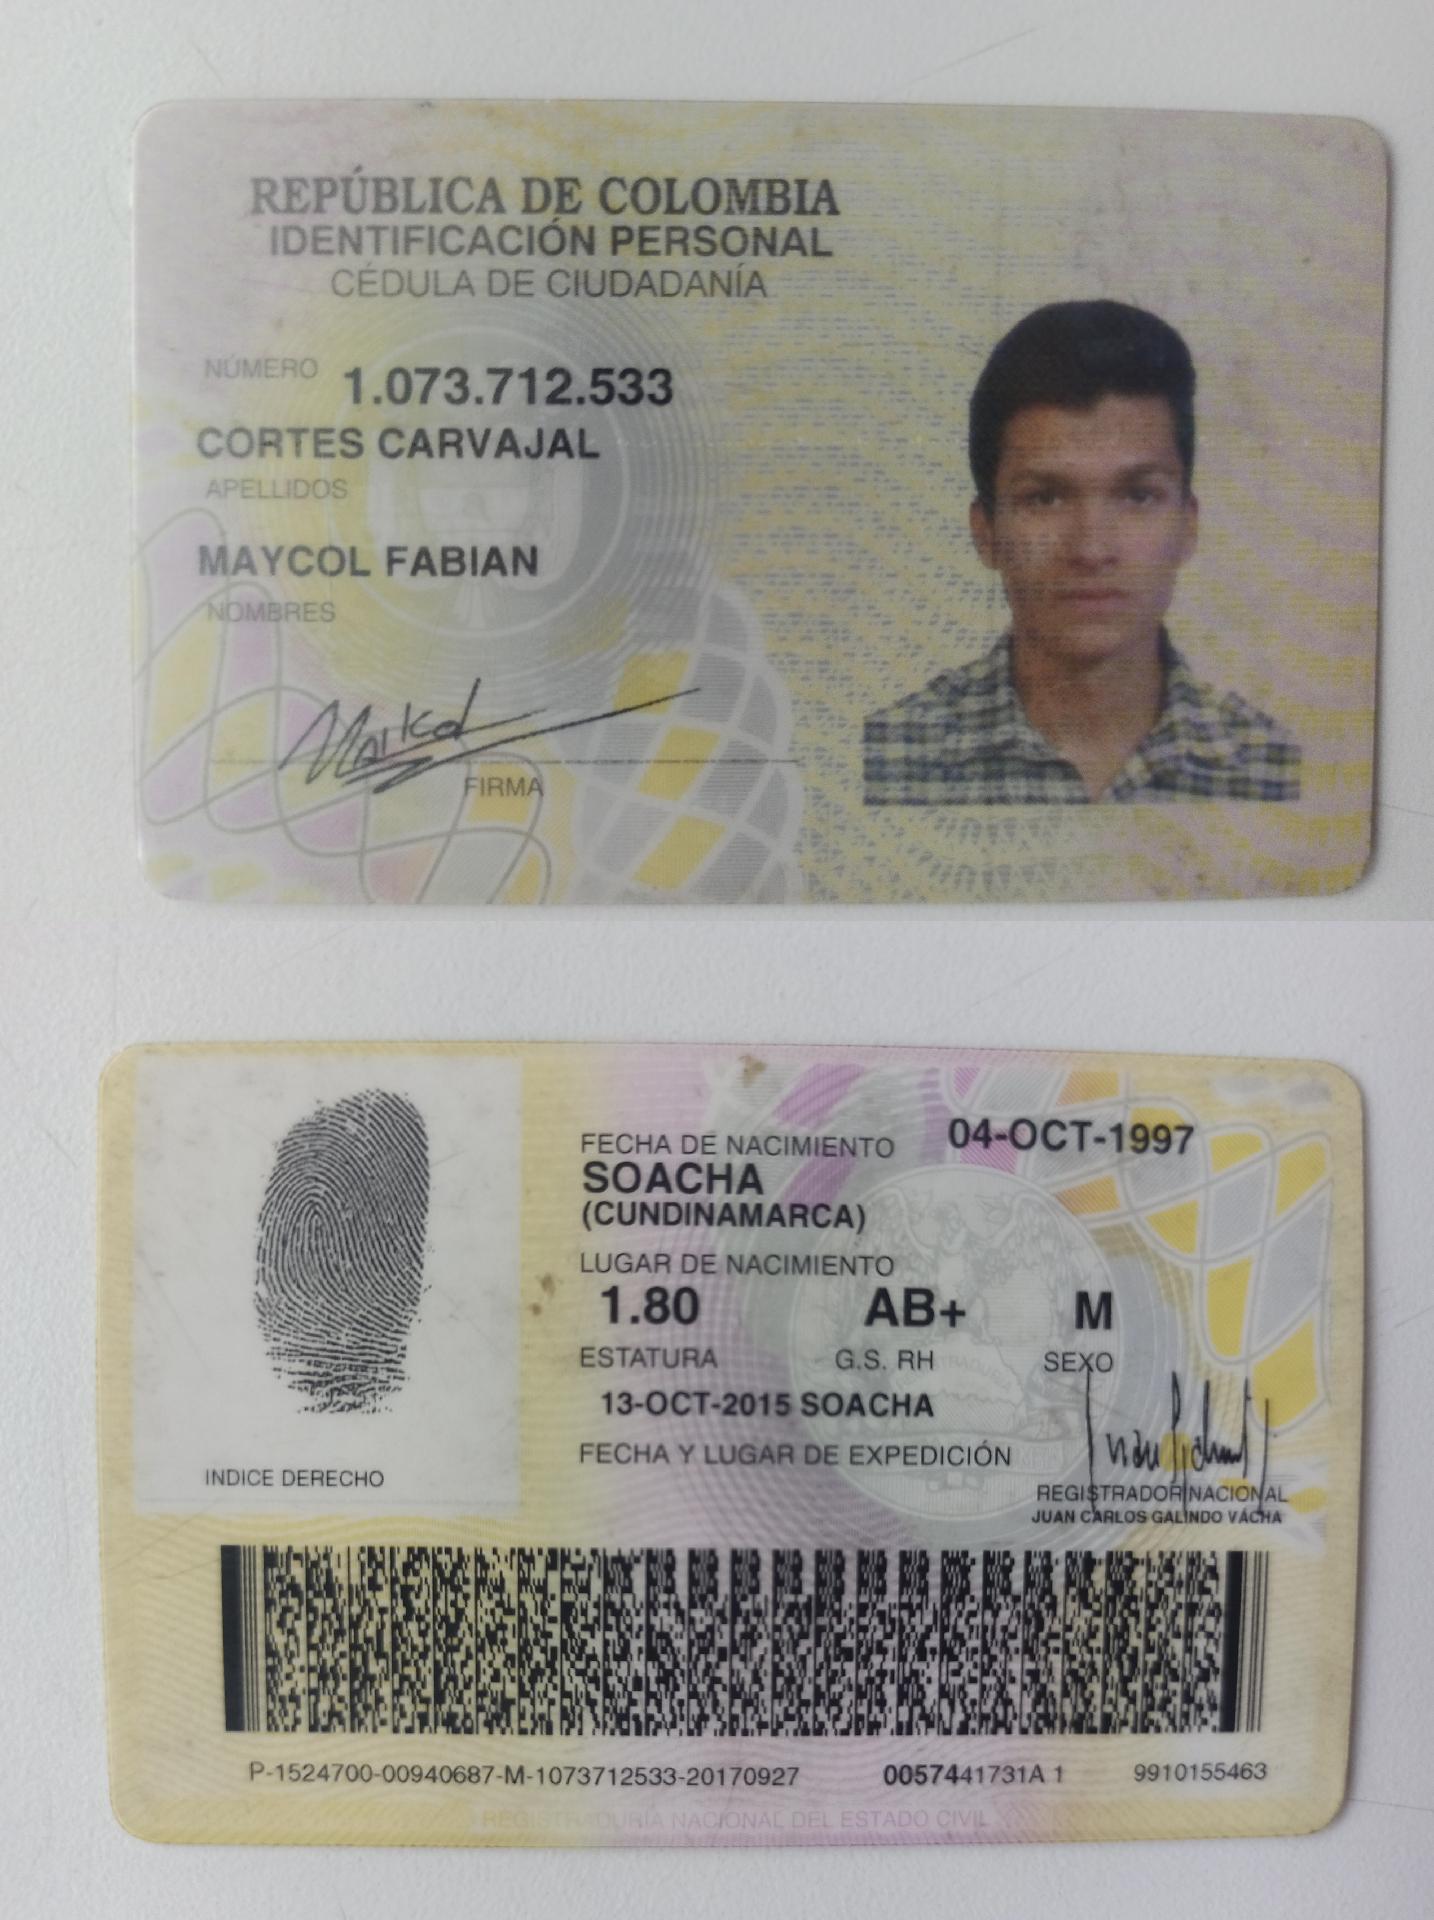 REPÚBLICA DE COLOMBIA
IDENTIFICACIÓN PERSONAL
CÉDULA DE CIUDADANÍA
NÚMERO 1.073.712.533
CORTES CARVAJAL
APELLIDOS
MAYCOL FABIAN
NOMBRES
FIRMA
FECHA DE NACIMIENTO 04-OCT-1997
SOACHA
(CUNDINAMARCA)
LUGAR DE NACIMIENTO
1.80 AB+ M
ESTATURA G.S. RH SEXO
13-OCT-2015 SOACHA
FECHA Y LUGAR DE EXPEDICIÓN
INDICE DERECHO
REGISTRADOR NACIONAL
JUAN CARLOS GALINDO VÁCHA
P-1524700-00940687-M-1073712533-20170927 0057441731A 1 9910155463
REGISTRADURÍA NACIONAL DEL ESTADO CIVIL